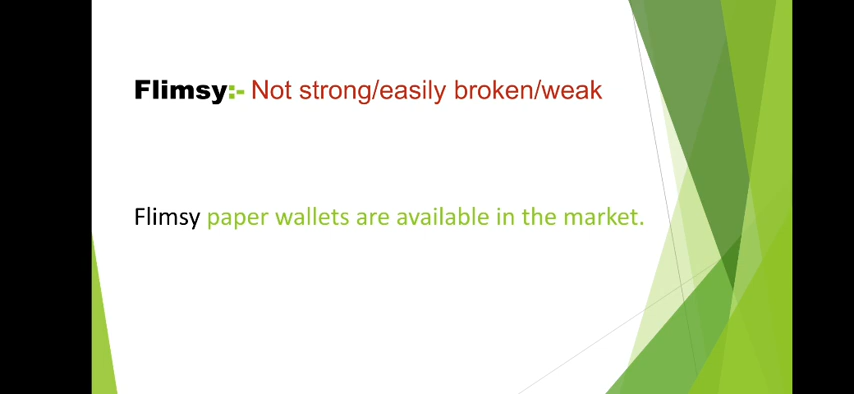 Flimsy:- Not strong/easily broken/weak
Flimsy paper wallets are available in the market.